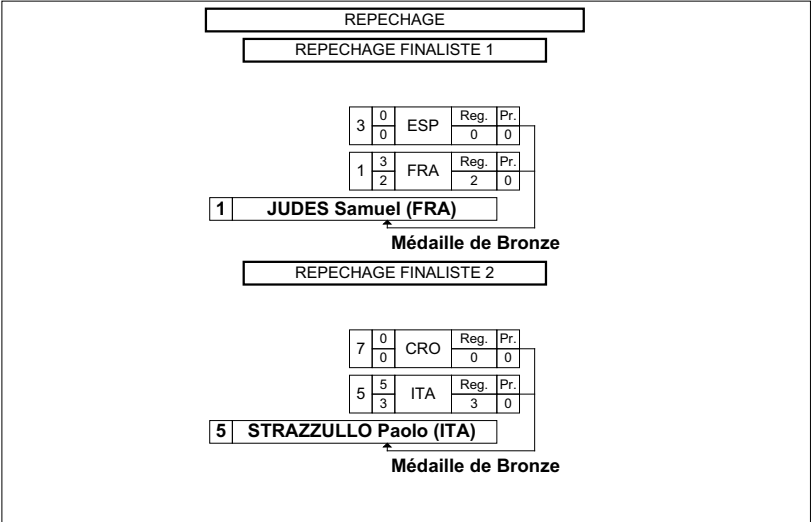 REPECHAGE
REPECHAGE FINALISTE 1
3 0 ESP Reg. Pr.
0 0 0
1 3 FRA Reg. Pr.
2 2 0
1 JUDES Samuel (FRA)
Médaille de Bronze
REPECHAGE FINALISTE 2
7 0 CRO Reg. Pr.
0 0 0
5 5 ITA Reg. Pr.
3 3 0
5 STRAZZULLO Paolo (ITA)
Médaille de Bronze